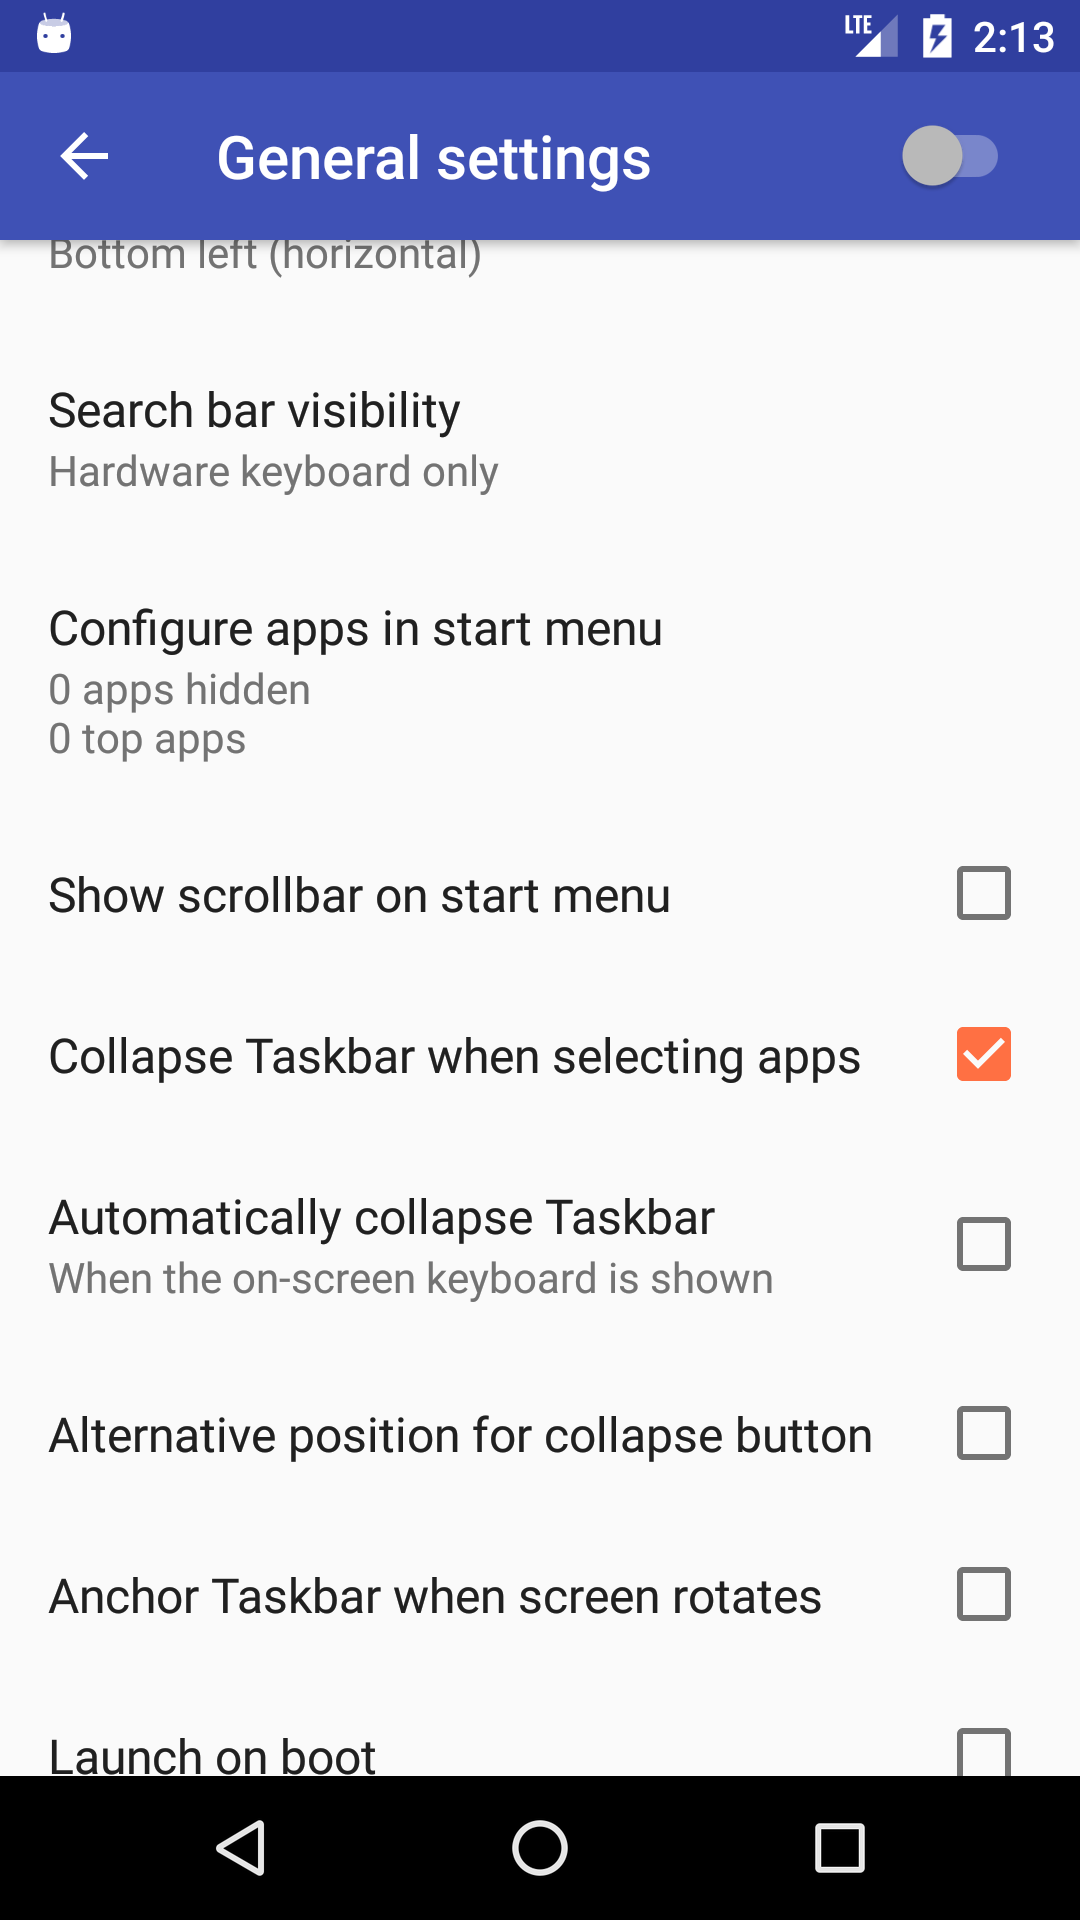 LTE 2:13
General settings
Bottom left (horizontal)
Search bar visibility
Hardware keyboard only
Configure apps in start menu
0 apps hidden
0 top apps
Show scrollbar on start menu
Collapse Taskbar when selecting apps
Automatically collapse Taskbar
When the on-screen keyboard is shown
Alternative position for collapse button
Anchor Taskbar when screen rotates
Launch on boot